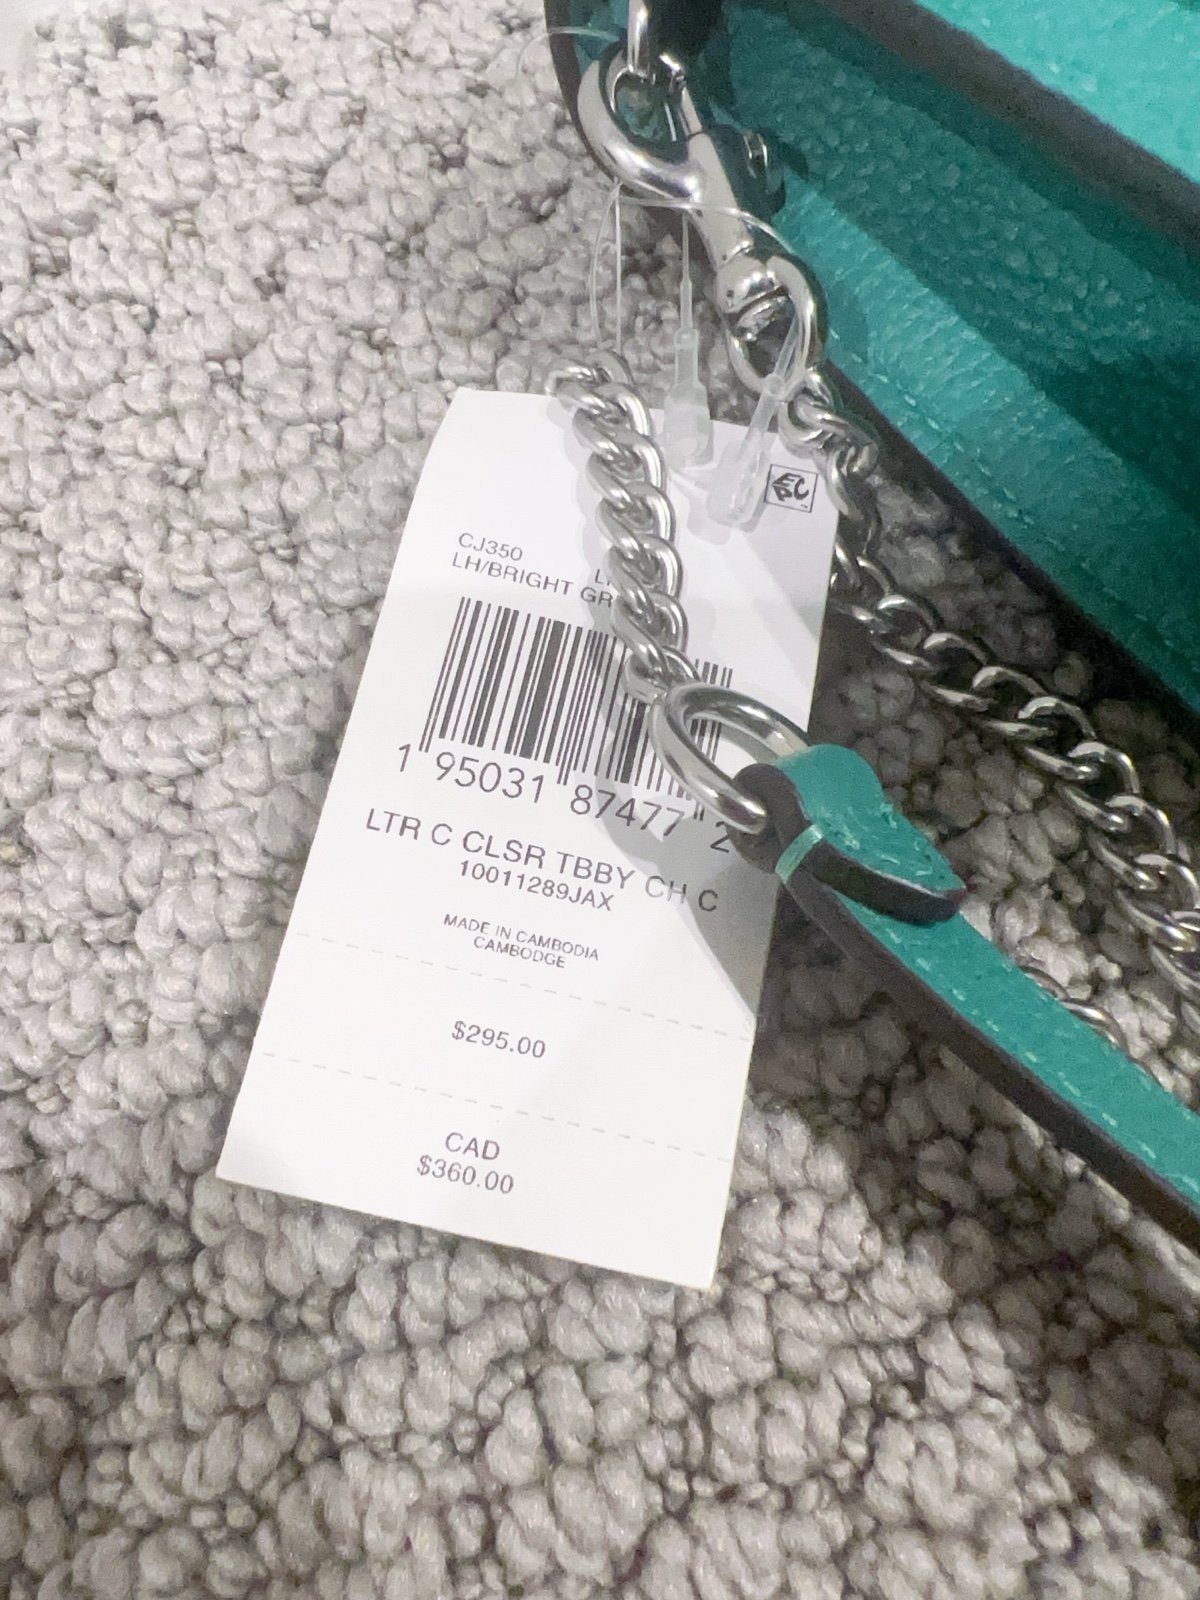 EPC
CJ350
LH/BRIGHT GR
1 95031 87477 2
LTR C CLSR TBBY CH C
10011289JAX
MADE IN CAMBODIA
CAMBODGE
$295.00
CAD
$360.00